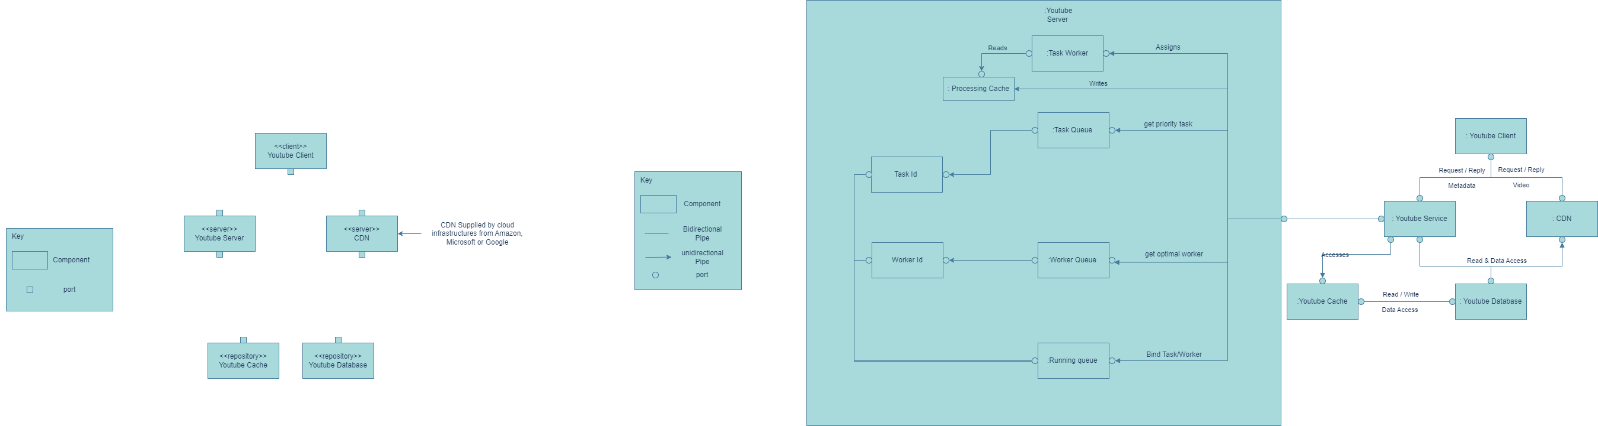 <<client>>
Youtube Client
<<server>>
Youtube Server
<<server>>
CDN
CDN Supplied by cloud
infrastructures from Amazon,
Microsoft or Google
Key
Component
port
<<repository>>
Youtube Cache
<<repository>>
Youtube Database
Key
Component
Bidirectional
Pipe
unidirectional
Pipe
port
:Youtube
Server
Reads
:Task Worker
Assigns
: Processing Cache
Writes
:Task Queue
get priority task
Task Id
Worker Id
:Worker Queue
get optimal worker
:Running queue
Bind Task/Worker
: Youtube Client
Request / Reply
Metadata
Request / Reply
Video
: Youtube Service
: CDN
Accesses
Read & Data Access
:Youtube Cache
Read / Write
Data Access
: Youtube Database